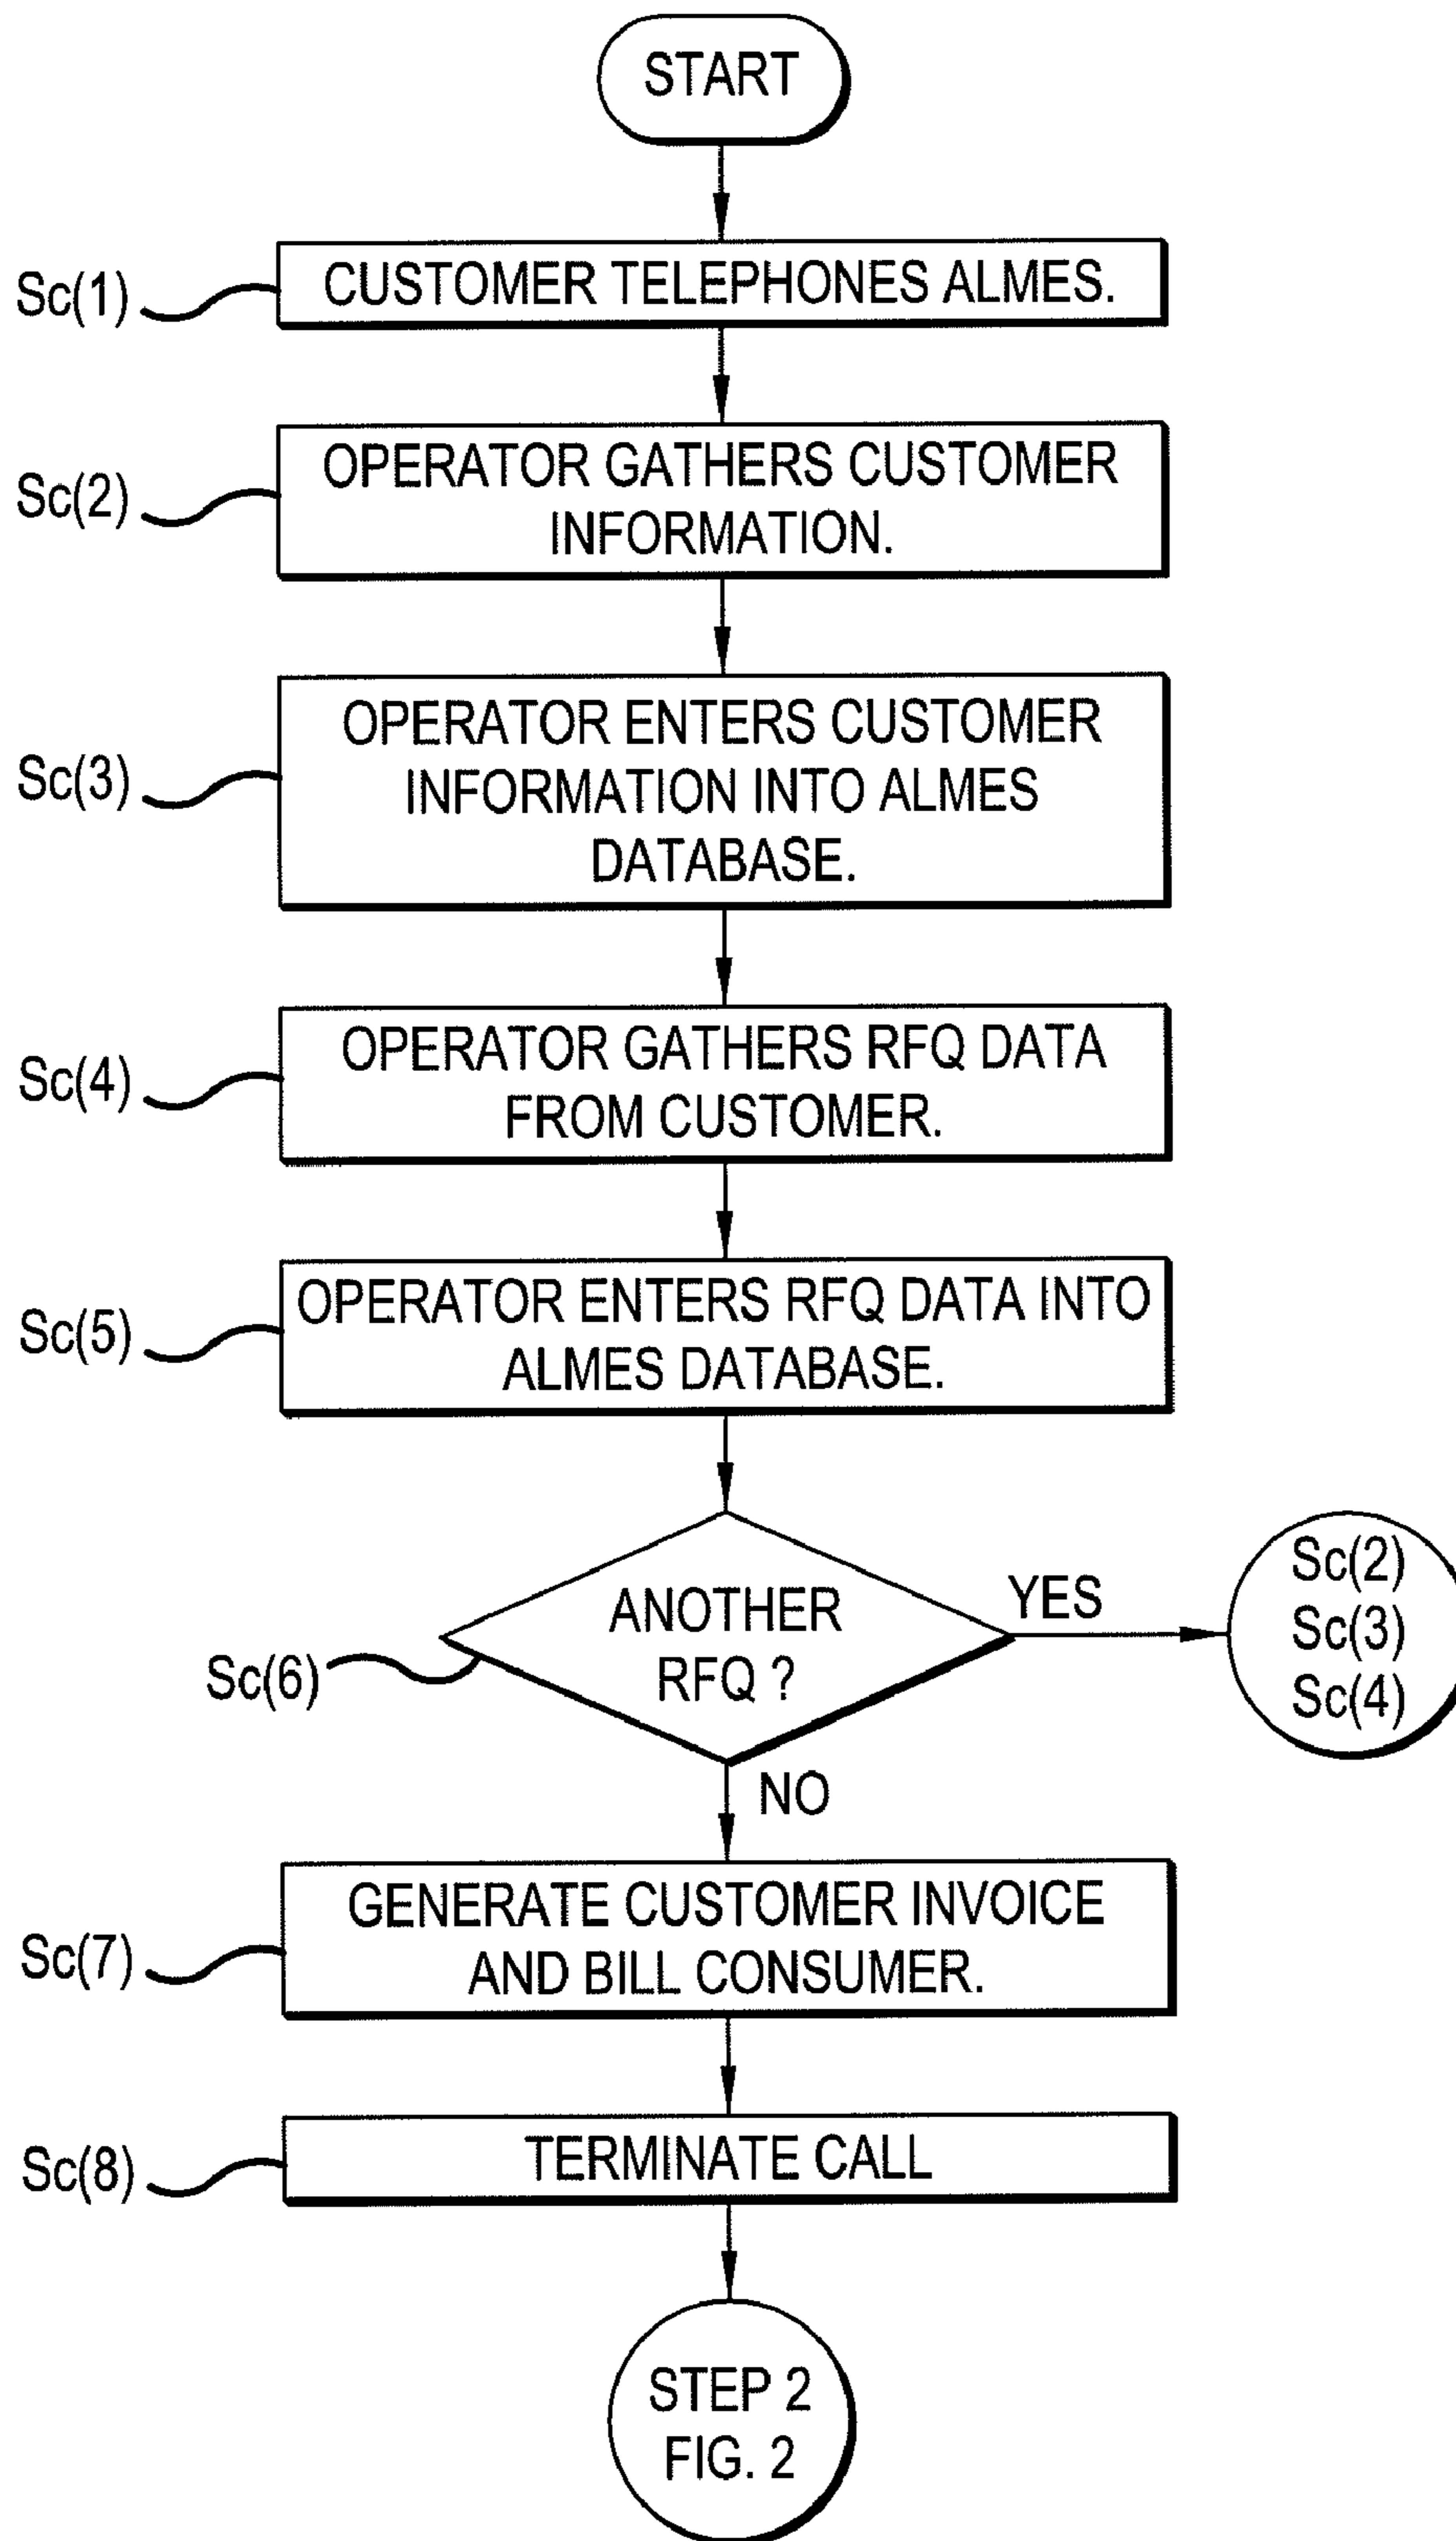 START
Sc(1)
CUSTOMER TELEPHONES ALMES.
Sc(2)
OPERATOR GATHERS CUSTOMER
INFORMATION.
Sc(3)
OPERATOR ENTERS CUSTOMER
INFORMATION INTO ALMES
DATABASE.
Sc(4)
OPERATOR GATHERS RFQ DATA
FROM CUSTOMER.
Sc(5)
OPERATOR ENTERS RFQ DATA INTO
ALMES DATABASE.
Sc(6)
ANOTHER
RFQ ?
YES
Sc(2)
Sc(3)
Sc(4)
NO
Sc(7)
GENERATE CUSTOMER INVOICE
AND BILL CONSUMER.
Sc(8)
TERMINATE CALL
STEP 2
FIG. 2